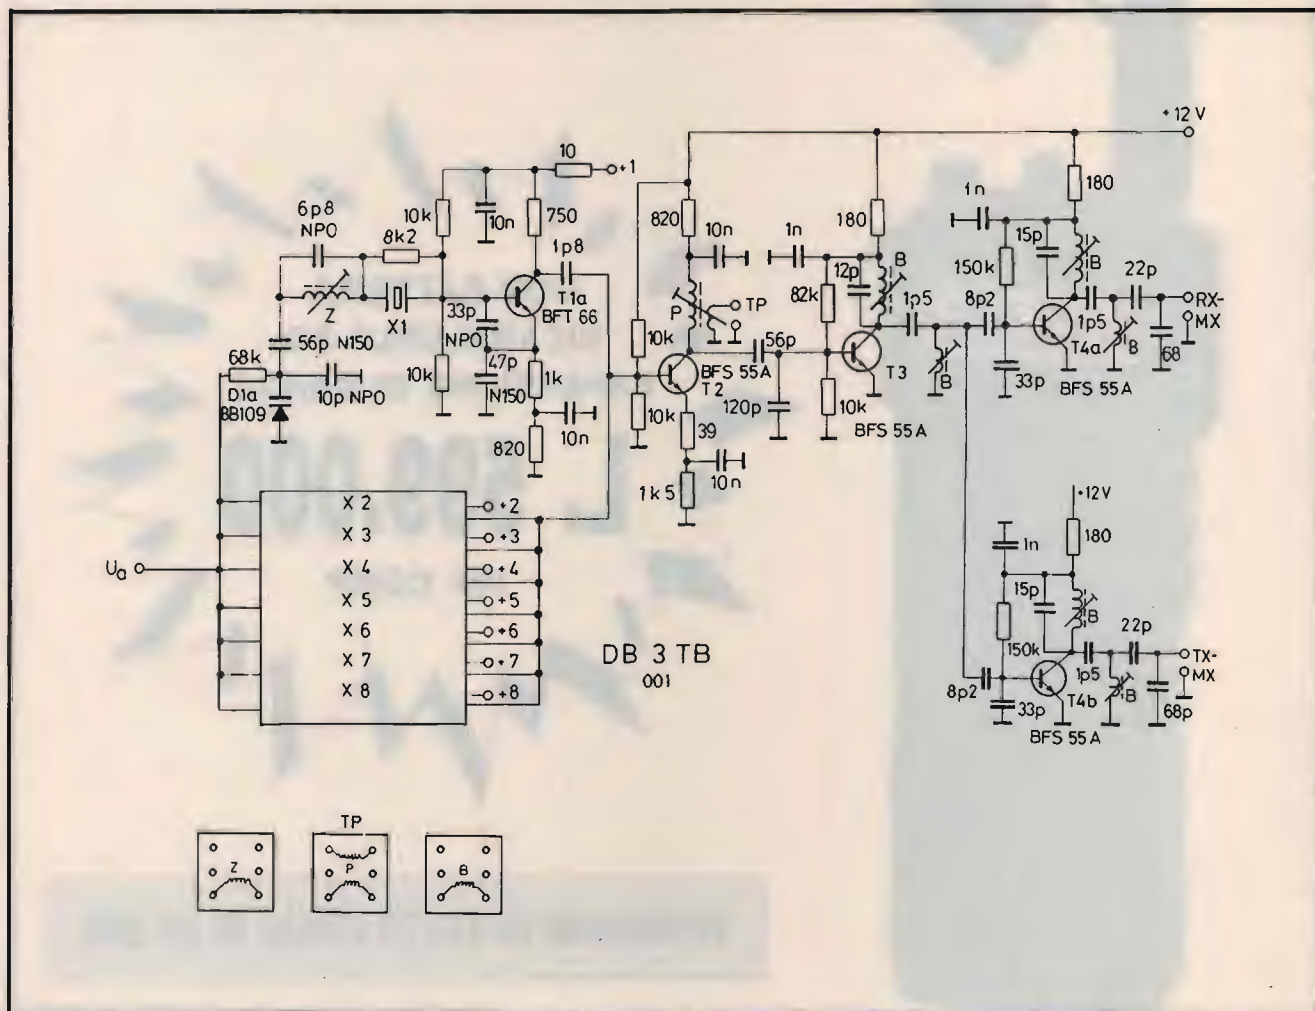 +12 V
10
+1
6p8
NPO
10k
10n
750
8k2
1p8
Z
X1
33p
NPO
T1a
BFT 66
56p N150
68k
D1a
BB109
10p NPO
10k
47p
N150
1k
10n
820
820
10n
P
TP
10k
10k
BFS 55A
T2
39
10n
1k5
56p
120p
1n
180
12p
B
82k
10k
T3
BFS 55A
1p5
B
1n
180
15p
150k
B
8p2
1p5
22p
T4a
B
68
RX-
MX
33p
BFS 55A
+12V
180
1n
15p
B
150k
22p
8p2
1p5
T4b
B
33p
68p
TX-
MX
BFS 55A
Ua
X 2 +2
X 3 +3
X 4 +4
X 5 +5
X 6 +6
X 7 +7
X 8 +8
DB 3 TB
001
TP
Z
P
B